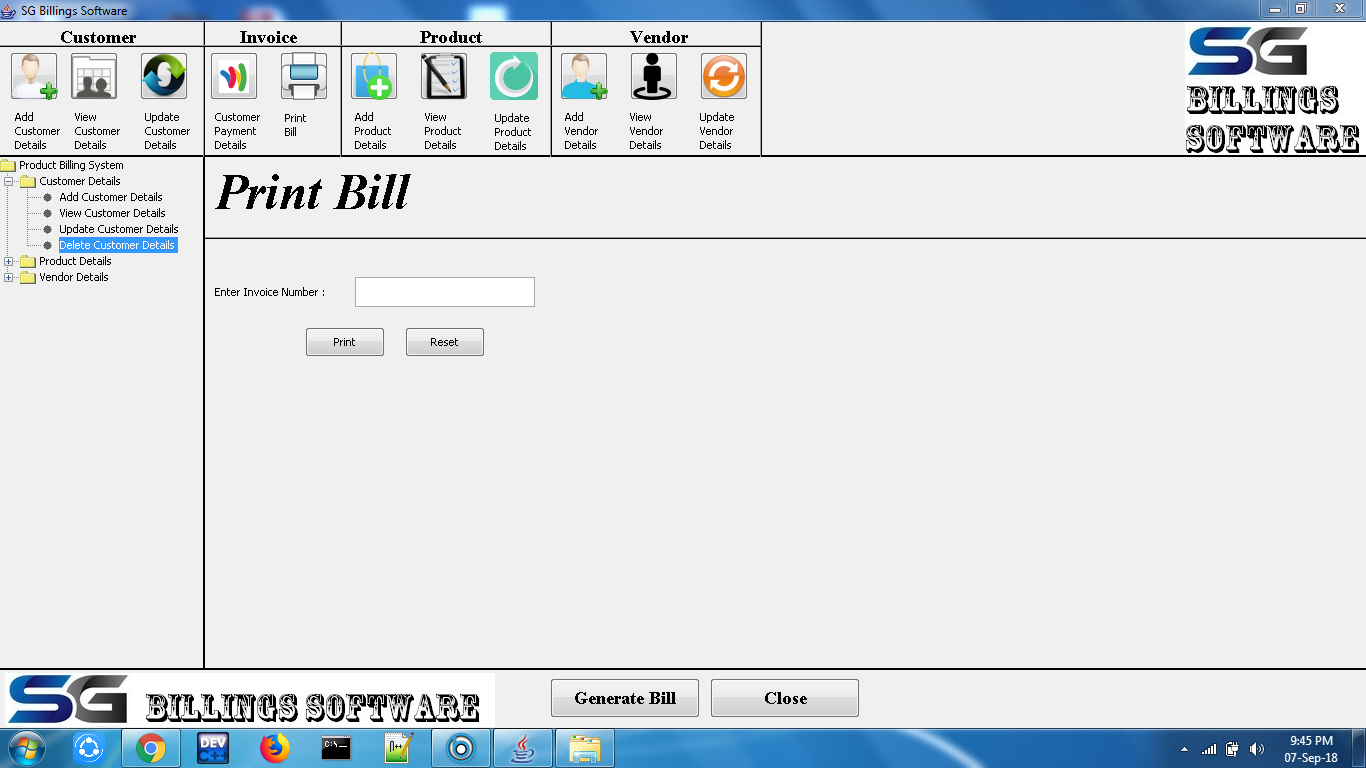 SG Billings Software
Customer
Invoice
Product
Vendor
Add Customer Details
View Customer Details
Update Customer Details
Customer Payment Details
Print Bill
Add Product Details
View Product Details
Update Product Details
Add Vendor Details
View Vendor Details
Update Vendor Details
SG
BILLINGS
SOFTWARE
Product Billing System
Customer Details
Add Customer Details
View Customer Details
Update Customer Details
Delete Customer Details
Product Details
Vendor Details
Print Bill
Enter Invoice Number :
Print
Reset
SG BILLINGS SOFTWARE
Generate Bill
Close
DEV
C++
C:\.
n++
9:45 PM
07-Sep-18